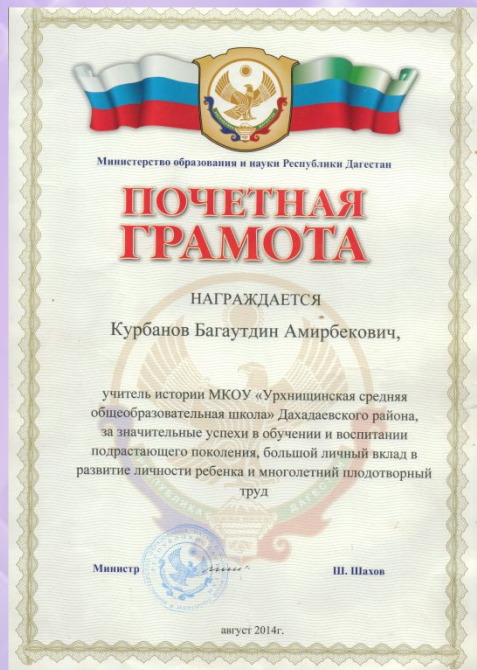 Министерство образования и науки Республики Дагестан
ПОЧЕТНАЯ
ГРАМОТА
НАГРАЖДАЕТСЯ
Курбанов Багаутдин Амирбекович,
учитель истории МКОУ «Урхнищинская средняя
общеобразовательная школа» Дахадаевского района,
за значительные успехи в обучении и воспитании
подрастающего поколения, большой личный вклад в
развитие личности ребенка и многолетний плодотворный
труд
Министр Ш. Шахов
август 2014г.